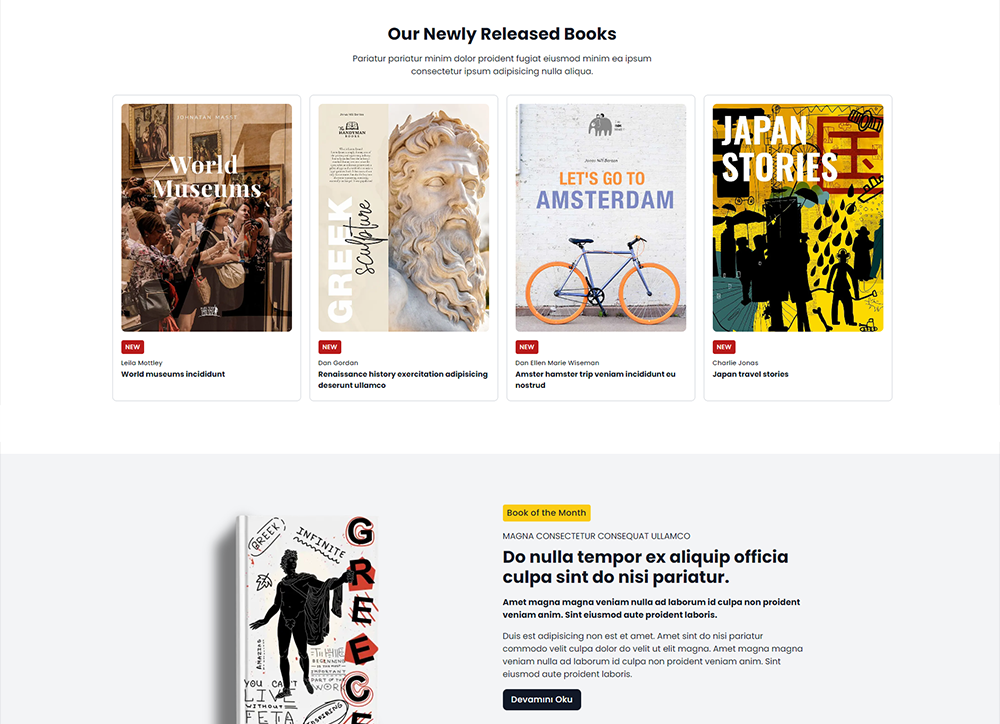 Our Newly Released Books
Pariatur pariatur minim dolor proident fugiat eiusmod minim ea ipsum
consectetur ipsum adipisicing nulla aliqua.
JOHNATAN MASST
World
Museums
HANDYMAN
BOOKS
GREEK
sculpture
LET'S GO TO
AMSTERDAM
JAPAN
STORIES
国
NEW
Leila Mottley
World museums incididunt
NEW
Dan Gordan
Renaissance history exercitation adipisicing
deserunt ullamco
NEW
Dan Ellen Marie Wiseman
Amster hamster trip veniam incididunt eu
nostrud
NEW
Charlie Jonas
Japan travel stories
GREEK
INFINITE
GREECE
AMAZING
BEGINNING
IMPORTANT
PART OF THE
WORK
YOU CAN'T
LIVE
WITHOUT
FETA
INSPIRING
Book of the Month
MAGNA CONSECTETUR CONSEQUAT ULLAMCO
Do nulla tempor ex aliquip officia
culpa sint do nisi pariatur.
Amet magna magna veniam nulla ad laborum id culpa non proident
veniam anim. Sint eiusmod aute proident laboris.
Duis est adipisicing non est et amet. Amet sint do nisi pariatur
commodo velit culpa dolor do velit ut elit magna. Amet magna magna
veniam nulla ad laborum id culpa non proident veniam anim. Sint
eiusmod aute proident laboris.
Devamını Oku